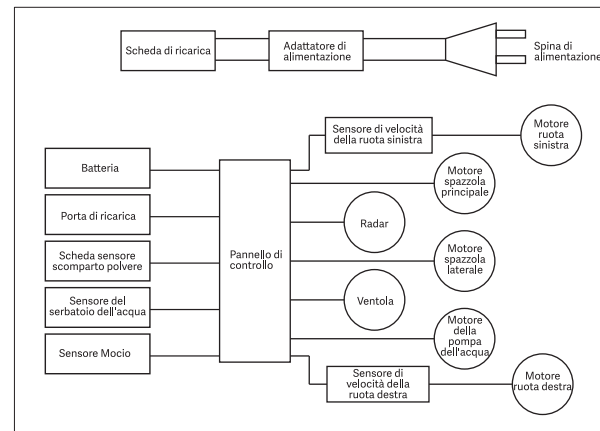 Scheda di ricarica
Adattatore di
alimentazione
Spina di
alimentazione
Sensore di velocità
della ruota sinistra
Motore
ruota
sinistra
Batteria
Motore
spazzola
principale
Porta di ricarica
Radar
Scheda sensore
scomparto polvere
Pannello di
controllo
Motore
spazzola
laterale
Sensore del
serbatoio dell'acqua
Ventola
Motore
della
pompa
dell'acqua
Sensore Mocio
Sensore di
velocità della
ruota destra
Motore
ruota destra